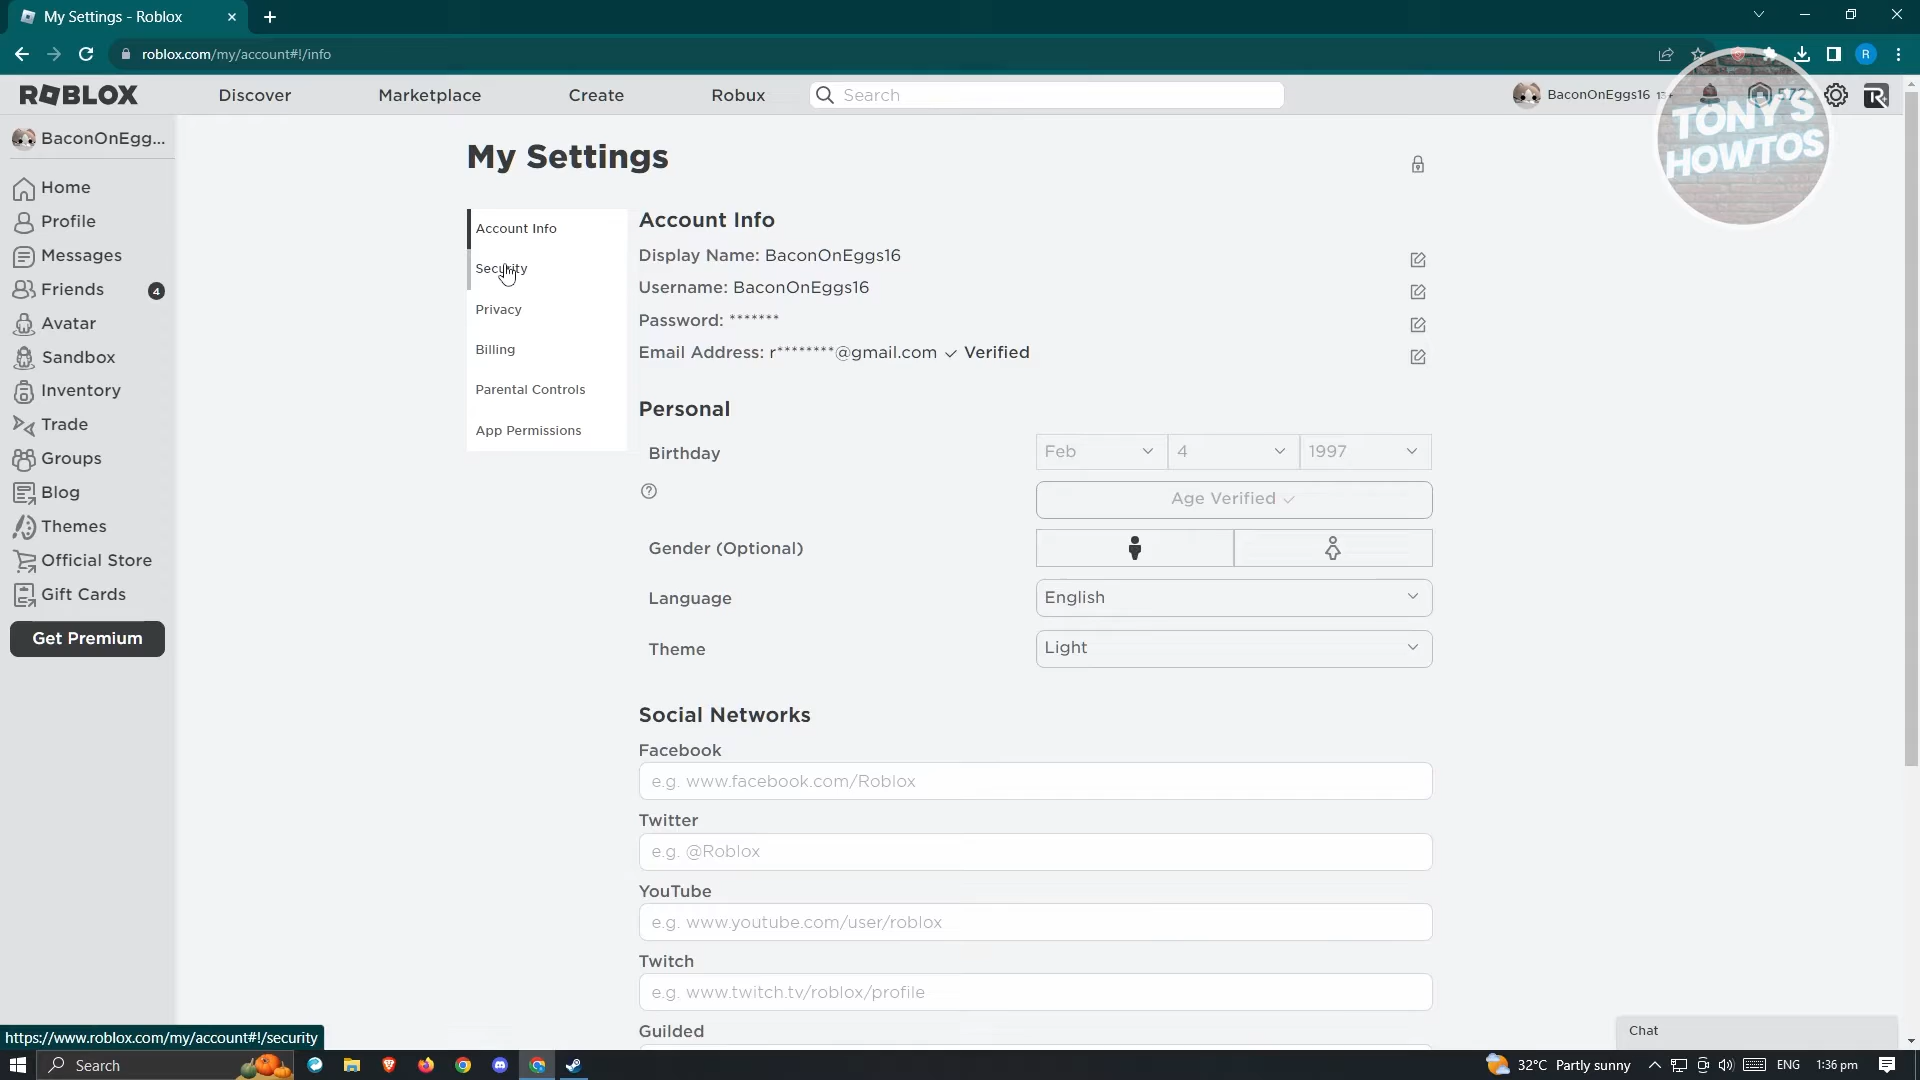 My Settings - Roblox
roblox.com/my/account#!/info
R
ROBLOX
Discover
Marketplace
Create
Robux
Search
BaconOnEggs16
TONY'S
HOWTOS
BaconOnEgg...
Home
Profile
Messages
Friends
4
Avatar
Sandbox
Inventory
Trade
Groups
Blog
Themes
Official Store
Gift Cards
Get Premium
My Settings
Account Info
Security
Privacy
Billing
Parental Controls
App Permissions
Account Info
Display Name: BaconOnEggs16
Username: BaconOnEggs16
Password: *******
Email Address: r********@gmail.com ✓ Verified
Personal
Birthday
Feb
4
1997
Age Verified ✓
Gender (Optional)
Language
English
Theme
Light
Social Networks
Facebook
e.g. www.facebook.com/Roblox
Twitter
e.g. @Roblox
YouTube
e.g. www.youtube.com/user/roblox
Twitch
e.g. www.twitch.tv/roblox/profile
Guilded
Chat
https://www.roblox.com/my/account#!/security
Search
32°C Partly sunny
ENG
1:36 pm